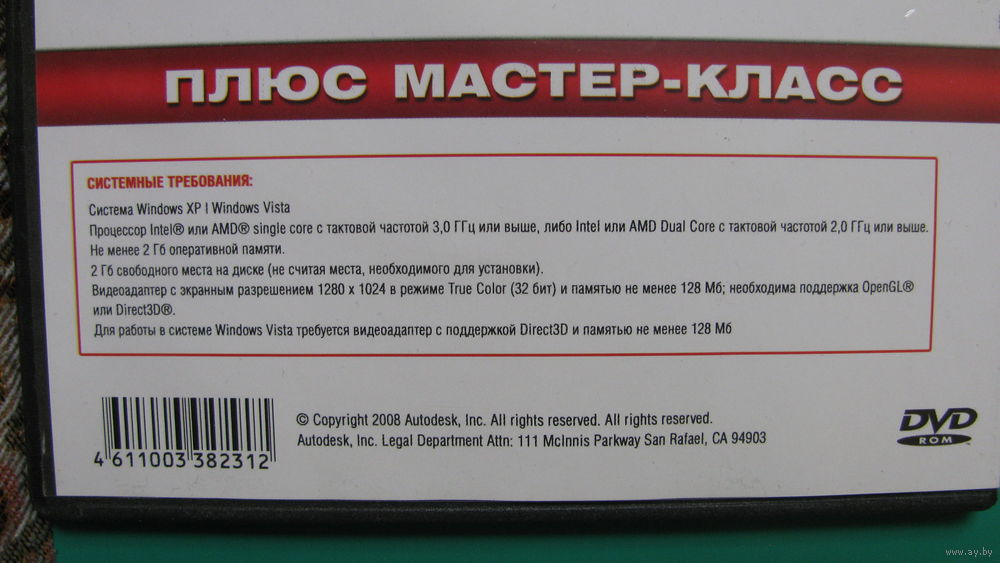 ПЛЮС МАСТЕР-КЛАСС
СИСТЕМНЫЕ ТРЕБОВАНИЯ:
Система Windows XP | Windows Vista
Процессор Intel® или AMD® single core с тактовой частотой 3,0 ГГц или выше, либо Intel или AMD Dual Core с тактовой частотой 2,0 ГГц или выше.
Не менее 2 Гб оперативной памяти.
2 Гб свободного места на диске (не считая места, необходимого для установки).
Видеоадаптер с экранным разрешением 1280 x 1024 в режиме True Color (32 бит) и памятью не менее 128 Мб; необходима поддержка OpenGL®
или Direct3D®.
Для работы в системе Windows Vista требуется видеоадаптер с поддержкой Direct3D и памятью не менее 128 Мб
© Copyright 2008 Autodesk, Inc. All rights reserved. All rights reserved.
Autodesk, Inc. Legal Department Attn: 111 McInnis Parkway San Rafael, CA 94903
4 611003 382312
DVD
ROM
www.ay.by